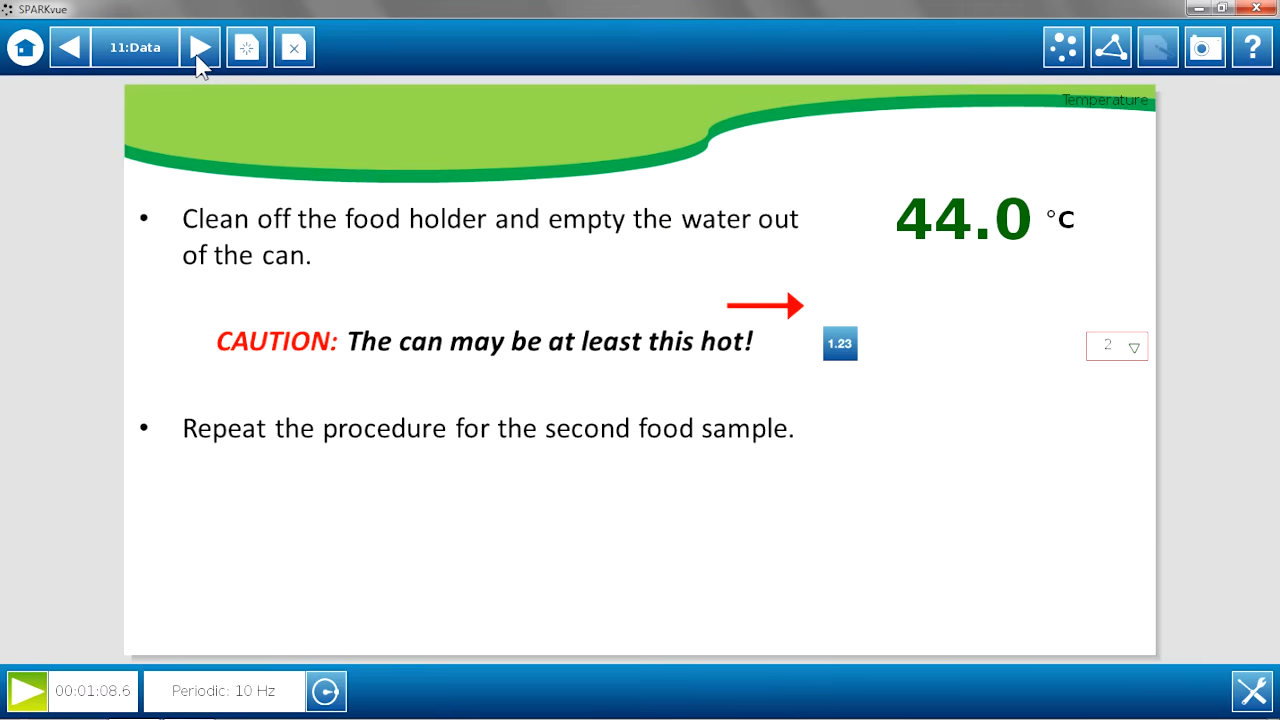 SPARKvue
11:Data
?
Temperature
• Clean off the food holder and empty the water out
of the can.
44.0 °C
CAUTION: The can may be at least this hot!
1.23
2
• Repeat the procedure for the second food sample.
00:01:08.6
Periodic: 10 Hz